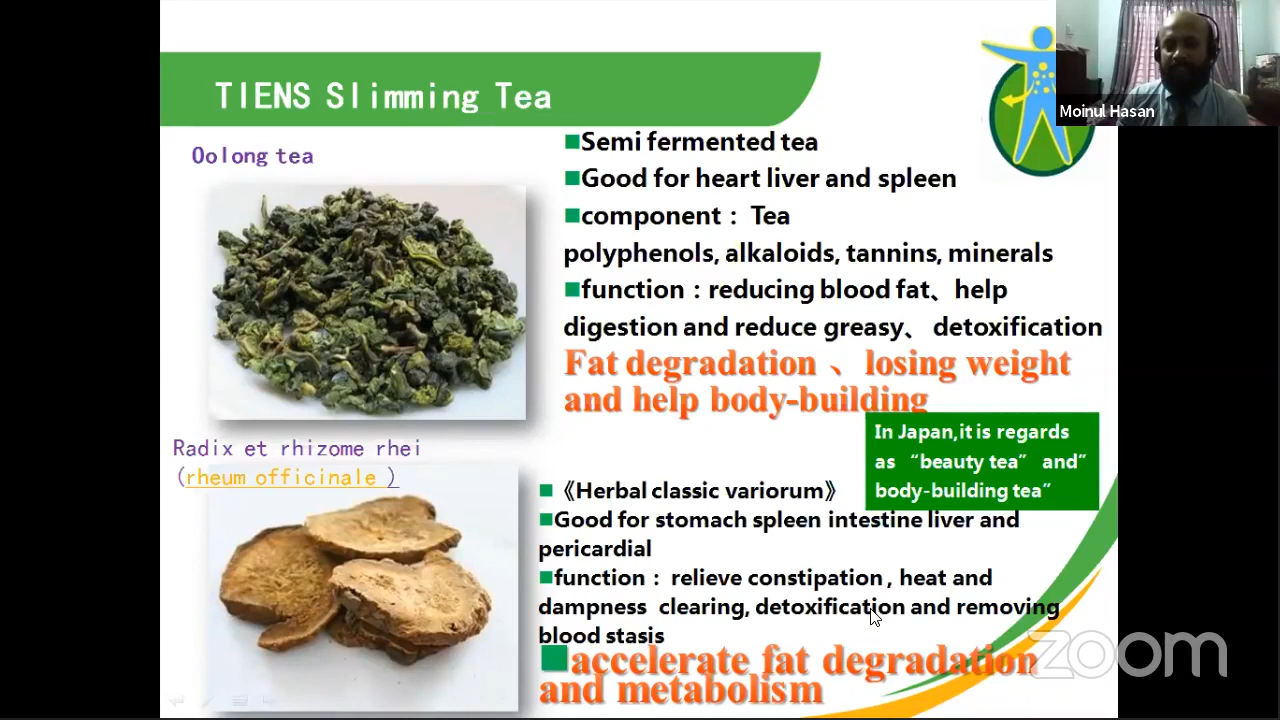 TIENS Slimming Tea
Moinul Hasan
Oolong tea
■Semi fermented tea
■Good for heart liver and spleen
■component： Tea
polyphenols, alkaloids, tannins, minerals
■function：reducing blood fat、help
digestion and reduce greasy、 detoxification
Fat degradation 、losing weight
and help body-building
In Japan,it is regards
as “beauty tea” and”
body-building tea”
Radix et rhizome rhei
(rheum officinale )
■《Herbal classic variorum》
■Good for stomach spleen intestine liver and
pericardial
■function： relieve constipation , heat and
dampness clearing, detoxification and removing
blood stasis
■accelerate fat degradation
and metabolism
zoom